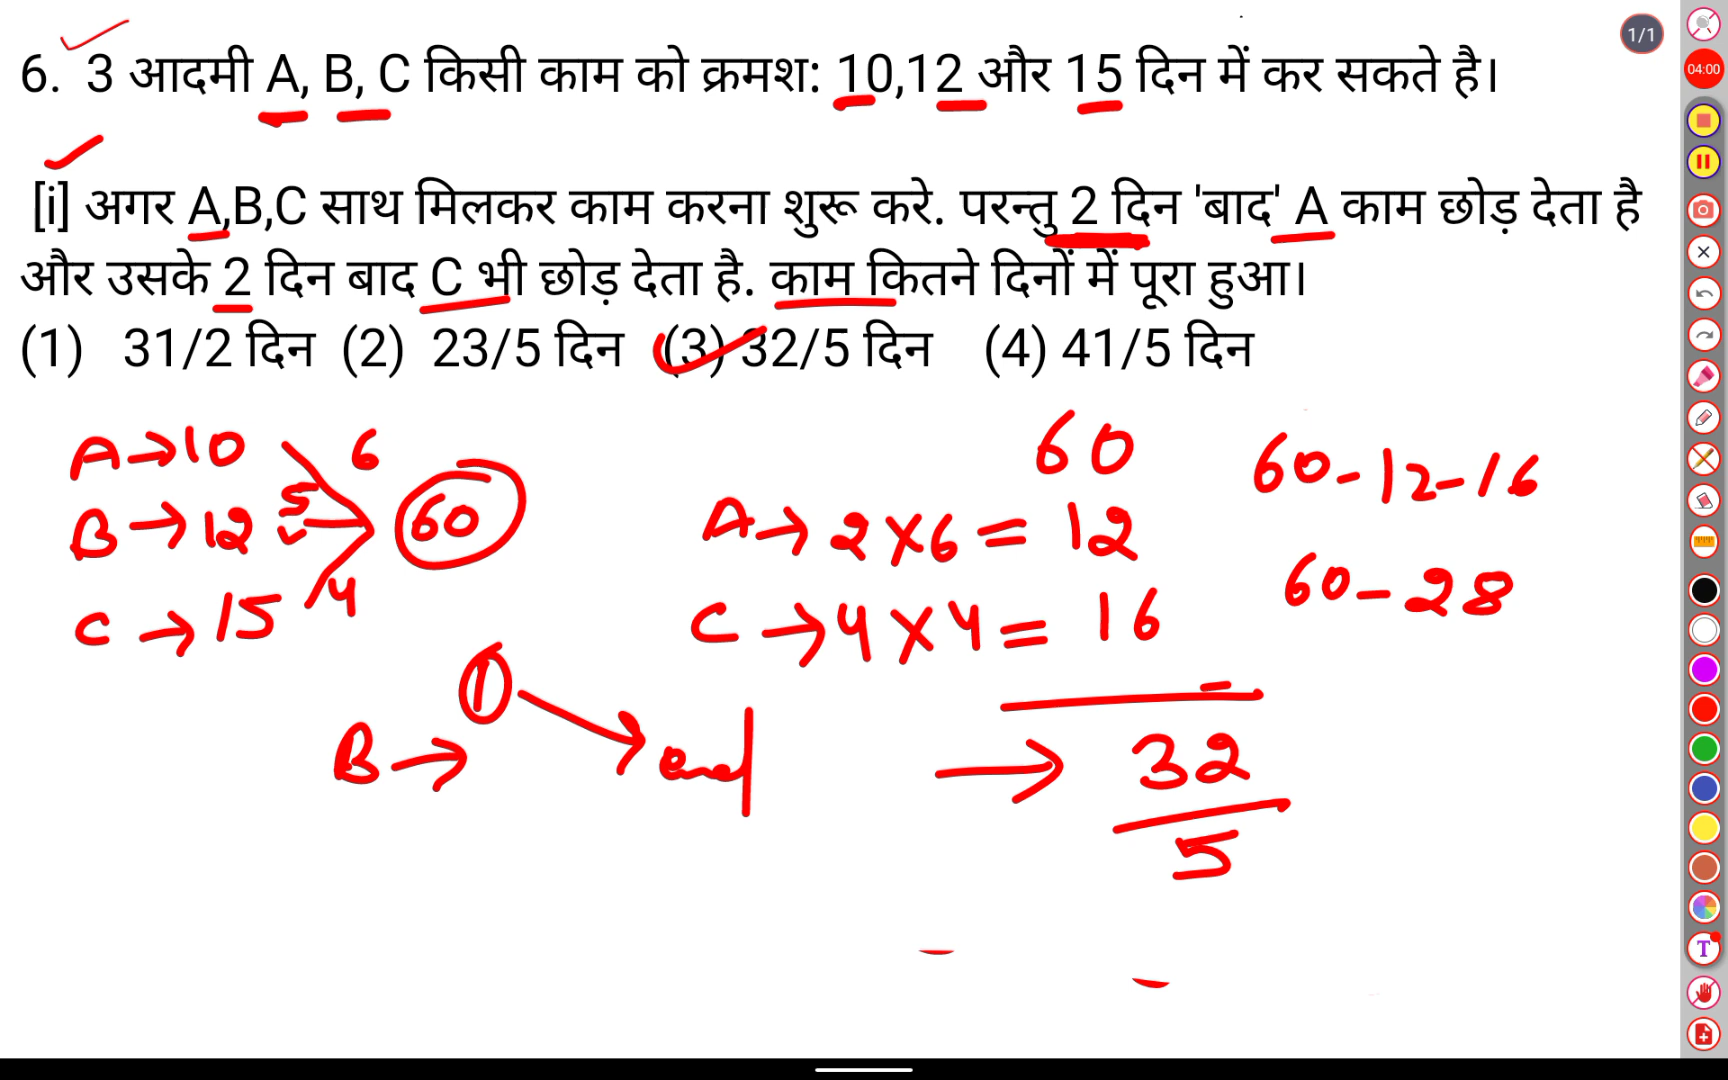 1/1
04:00
6. 3 आदमी A, B, C किसी काम को क्रमश: 10,12 और 15 दिन में कर सकते है।
[i] अगर A,B,C साथ मिलकर काम करना शुरू करे. परन्तु 2 दिन 'बाद' A काम छोड़ देता है
और उसके 2 दिन बाद C भी छोड़ देता है. काम कितने दिनों में पूरा हुआ।
(1) 31/2 दिन (2) 23/5 दिन (3) 32/5 दिन (4) 41/5 दिन
A→10 6
B→12 5 60
C→15 4
B→ 1 → end
60
A→2×6=12
C→4×4=16
→ 32
5
60-12-16
60-28
T